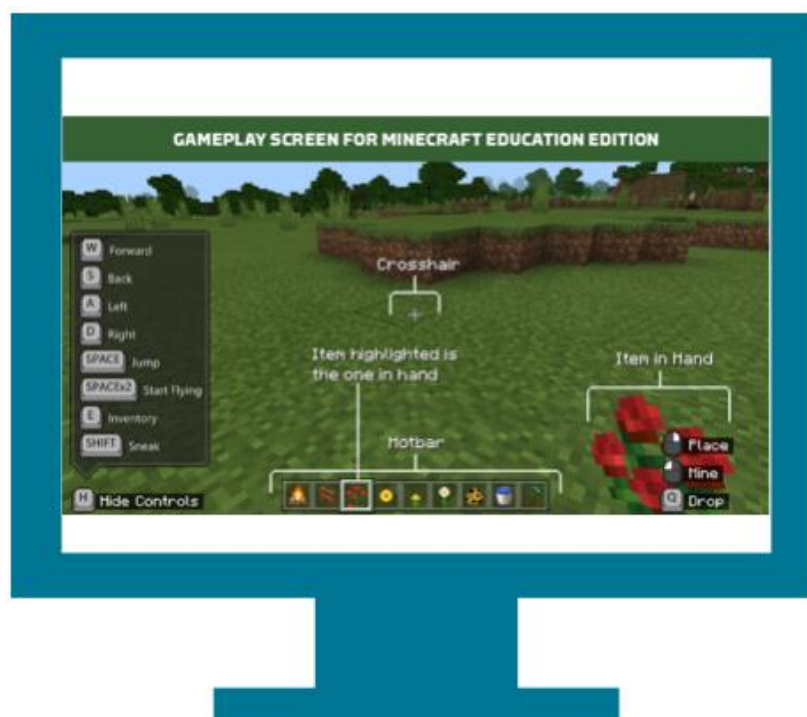 GAMEPLAY SCREEN FOR MINECRAFT EDUCATION EDITION
W Forward
S Back
A Left
D Right
SPACE Jump
SPACEx2 Start Flying
E Inventory
SHIFT Sneak
H Hide Controls
Crosshair
Item highlighted is
the one in hand
Hotbar
Item in Hand
Place
Mine
Q Drop